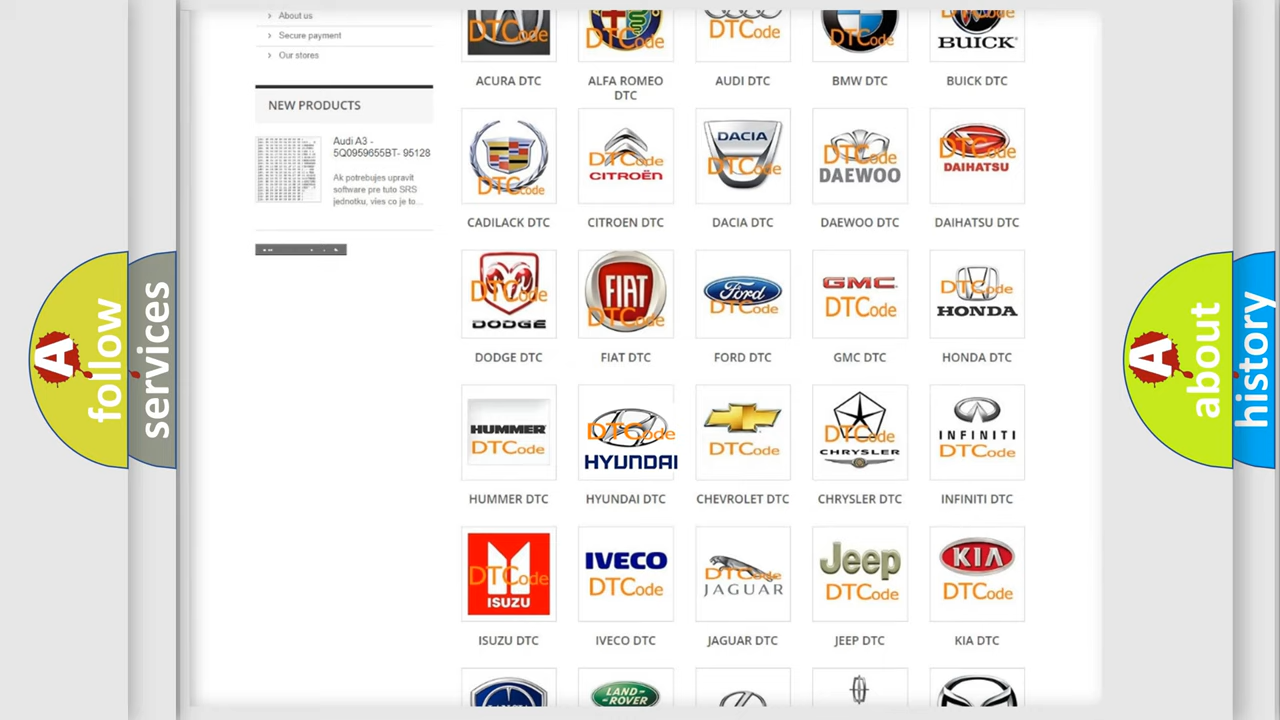 About us
Secure payment
Our stores
NEW PRODUCTS
Audi A3 -
5Q0959655BT- 95128
Ak potrebujes upravit
software pre tuto SRS
jednotku, vies co je to...
DTCode
DTCode
DTCode
DTCode
BUICK
ACURA DTC
ALFA ROMEO
DTC
AUDI DTC
BMW DTC
BUICK DTC
DTCode
DTCode
CITROËN
DACIA
DTCode
DTCode
DAEWOO
DTCode
DAIHATSU
CADILACK DTC
CITROEN DTC
DACIA DTC
DAEWOO DTC
DAIHATSU DTC
DTCode
DODGE
FIAT
DTCode
Ford
DTCode
GMC
DTCode
DTCode
HONDA
DODGE DTC
FIAT DTC
FORD DTC
GMC DTC
HONDA DTC
HUMMER
DTCode
DTCode
HYUNDAI
DTCode
DTCode
CHRYSLER
INFINITI
DTCode
HUMMER DTC
HYUNDAI DTC
CHEVROLET DTC
CHRYSLER DTC
INFINITI DTC
DTCode
ISUZU
IVECO
DTCode
DTCode
JAGUAR
Jeep
DTCode
KIA
DTCode
ISUZU DTC
IVECO DTC
JAGUAR DTC
JEEP DTC
KIA DTC
LAND-
ROVER
A
follow
services
A
about
history